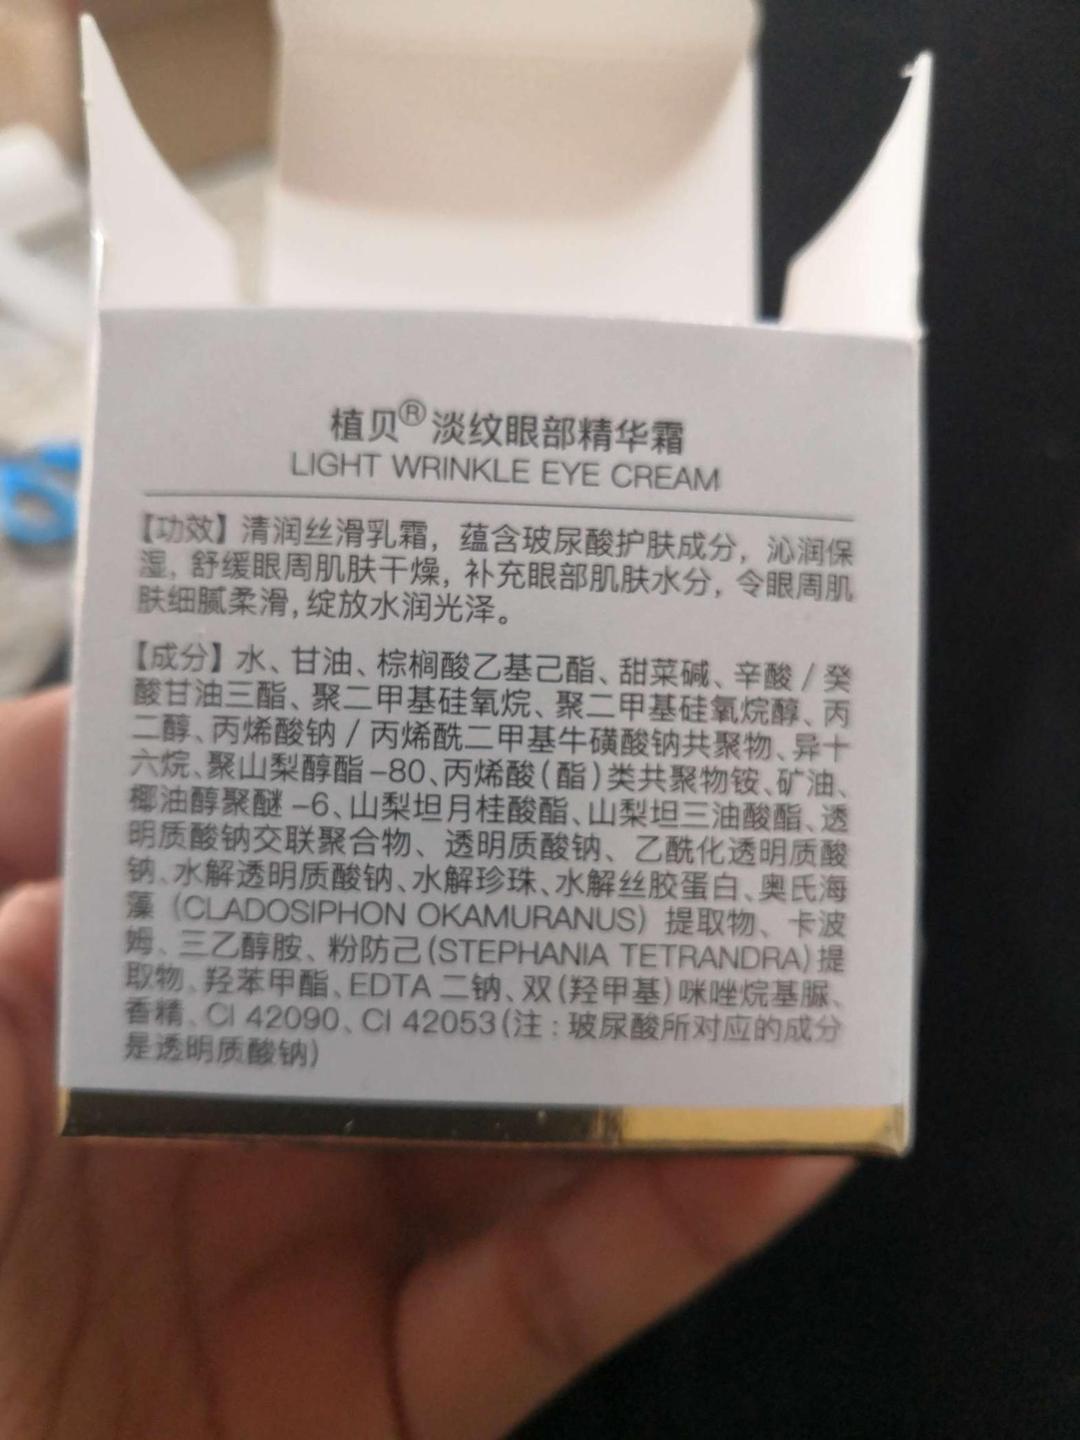 植贝®淡纹眼部精华霜
LIGHT WRINKLE EYE CREAM
【功效】清润丝滑乳霜，蕴含玻尿酸护肤成分，沁润保
湿，舒缓眼周肌肤干燥，补充眼部肌肤水分，令眼周肌
肤细腻柔滑，绽放水润光泽。
【成分】水、甘油、棕榈酸乙基己酯、甜菜碱、辛酸/癸
酸甘油三酯、聚二甲基硅氧烷、聚二甲基硅氧烷醇、丙
二醇、丙烯酸钠/丙烯酰二甲基牛磺酸钠共聚物、异十
六烷、聚山梨醇酯-80、丙烯酸(酯)类共聚物铵、矿油、
椰油醇聚醚-6、山梨坦月桂酸酯、山梨坦三油酸酯、透
明质酸钠交联聚合物、透明质酸钠、乙酰化透明质酸
钠、水解透明质酸钠、水解珍珠、水解丝胶蛋白、奥氏海
藻（CLADOSIPHON OKAMURANUS）提取物、卡波
姆、三乙醇胺、粉防己(STEPHANIA TETRANDRA)提
取物、羟苯甲酯、EDTA 二钠、双(羟甲基)咪唑烷基脲、
香精、CI 42090、CI 42053(注:玻尿酸所对应的成分
是透明质酸钠)